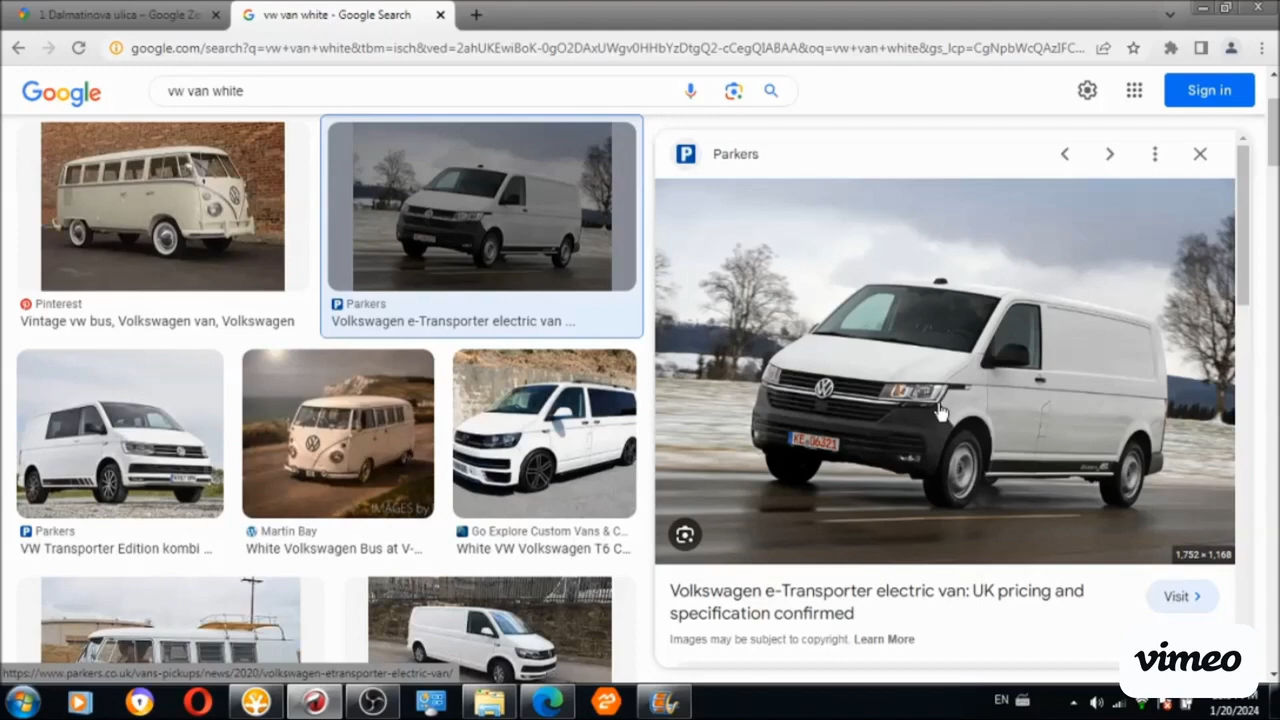 1 Dalmatinova ulica – Google Ze
vw van white - Google Search
google.com/search?q=vw+van+white&tbm=isch&ved=2ahUKEwiBoK-0gO2DAxUWgv0HHbYzDtgQ2-cCegQIABAA&oq=vw+van+white&gs_lcp=CgNpbWcQAzIFC...
Google
vw van white
Sign in
Parkers
Pinterest
Vintage vw bus, Volkswagen van, Volkswagen
Parkers
Volkswagen e-Transporter electric van ...
KE 06321
Parkers
VW Transporter Edition kombi ...
IMAGES by
Martin Bay
White Volkswagen Bus at V-...
Go Explore Custom Vans & C...
White VW Volkswagen T6 C...
1,752 × 1,168
Volkswagen e-Transporter electric van: UK pricing and
specification confirmed
Visit
Images may be subject to copyright. Learn More
https://www.parkers.co.uk/vans-pickups/news/2020/volkswagen-etransporter-electric-van/
vimeo
EN
1/20/2024